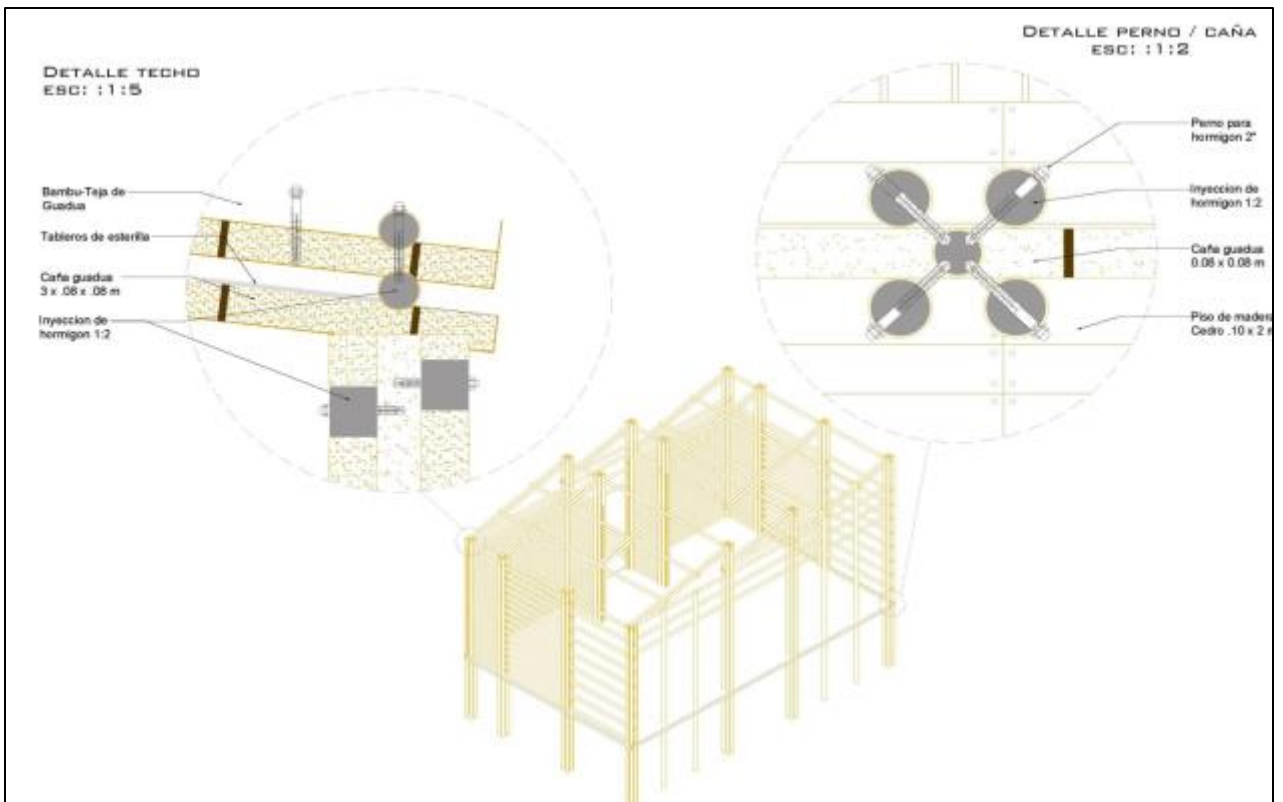 DETALLE TECHO
ESC: :1:5
Bambu-Teja de
Guadua
Tableros de esterilla
Caña guadua
3 x .08 x .08 m
Inyeccion de
hormigon 1:2
DETALLE PERNO / CAÑA
ESC: :1:2
Perno para
hormigon 2"
Inyeccion de
hormigon 1:2
Caña guadua
0.08 x 0.08 m
Piso de madera
Cedro .10 x 2